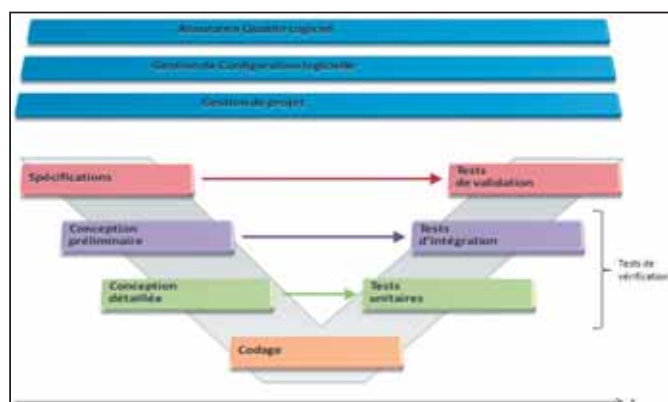 Assurance Qualité Logiciel
Gestion de Configuration logicielle
Gestion de projet
Spécifications
Tests
de validation
Conception
préliminaire
Tests
d'intégration
Tests de
vérification
Conception
détaillée
Tests
unitaires
Codage